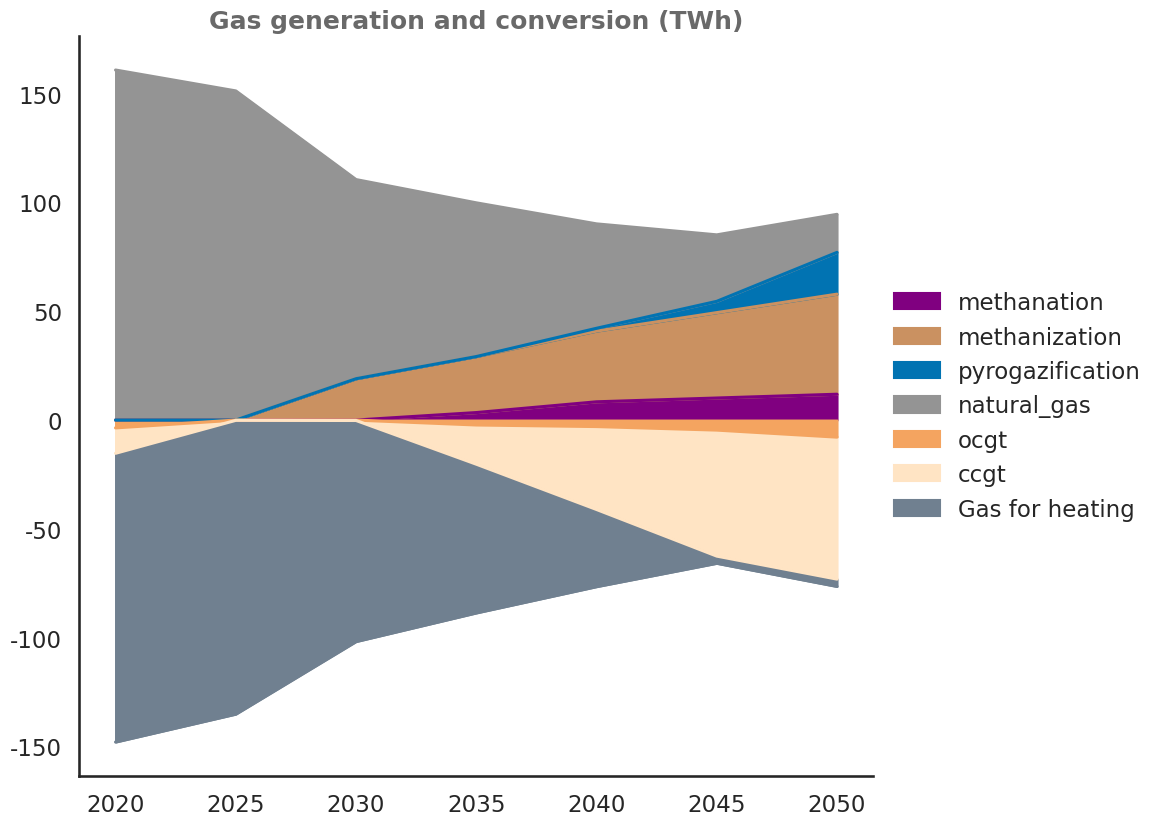 Gas generation and conversion (TWh)
150
100
50
0
-50
-100
-150
2020 2025 2030 2035 2040 2045 2050
methanation
methanization
pyrogazification
natural_gas
ocgt
ccgt
Gas for heating